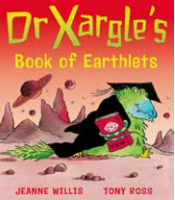 Dr Xargle's
Book of Earthlets
JEANNE WILLIS TONY ROSS